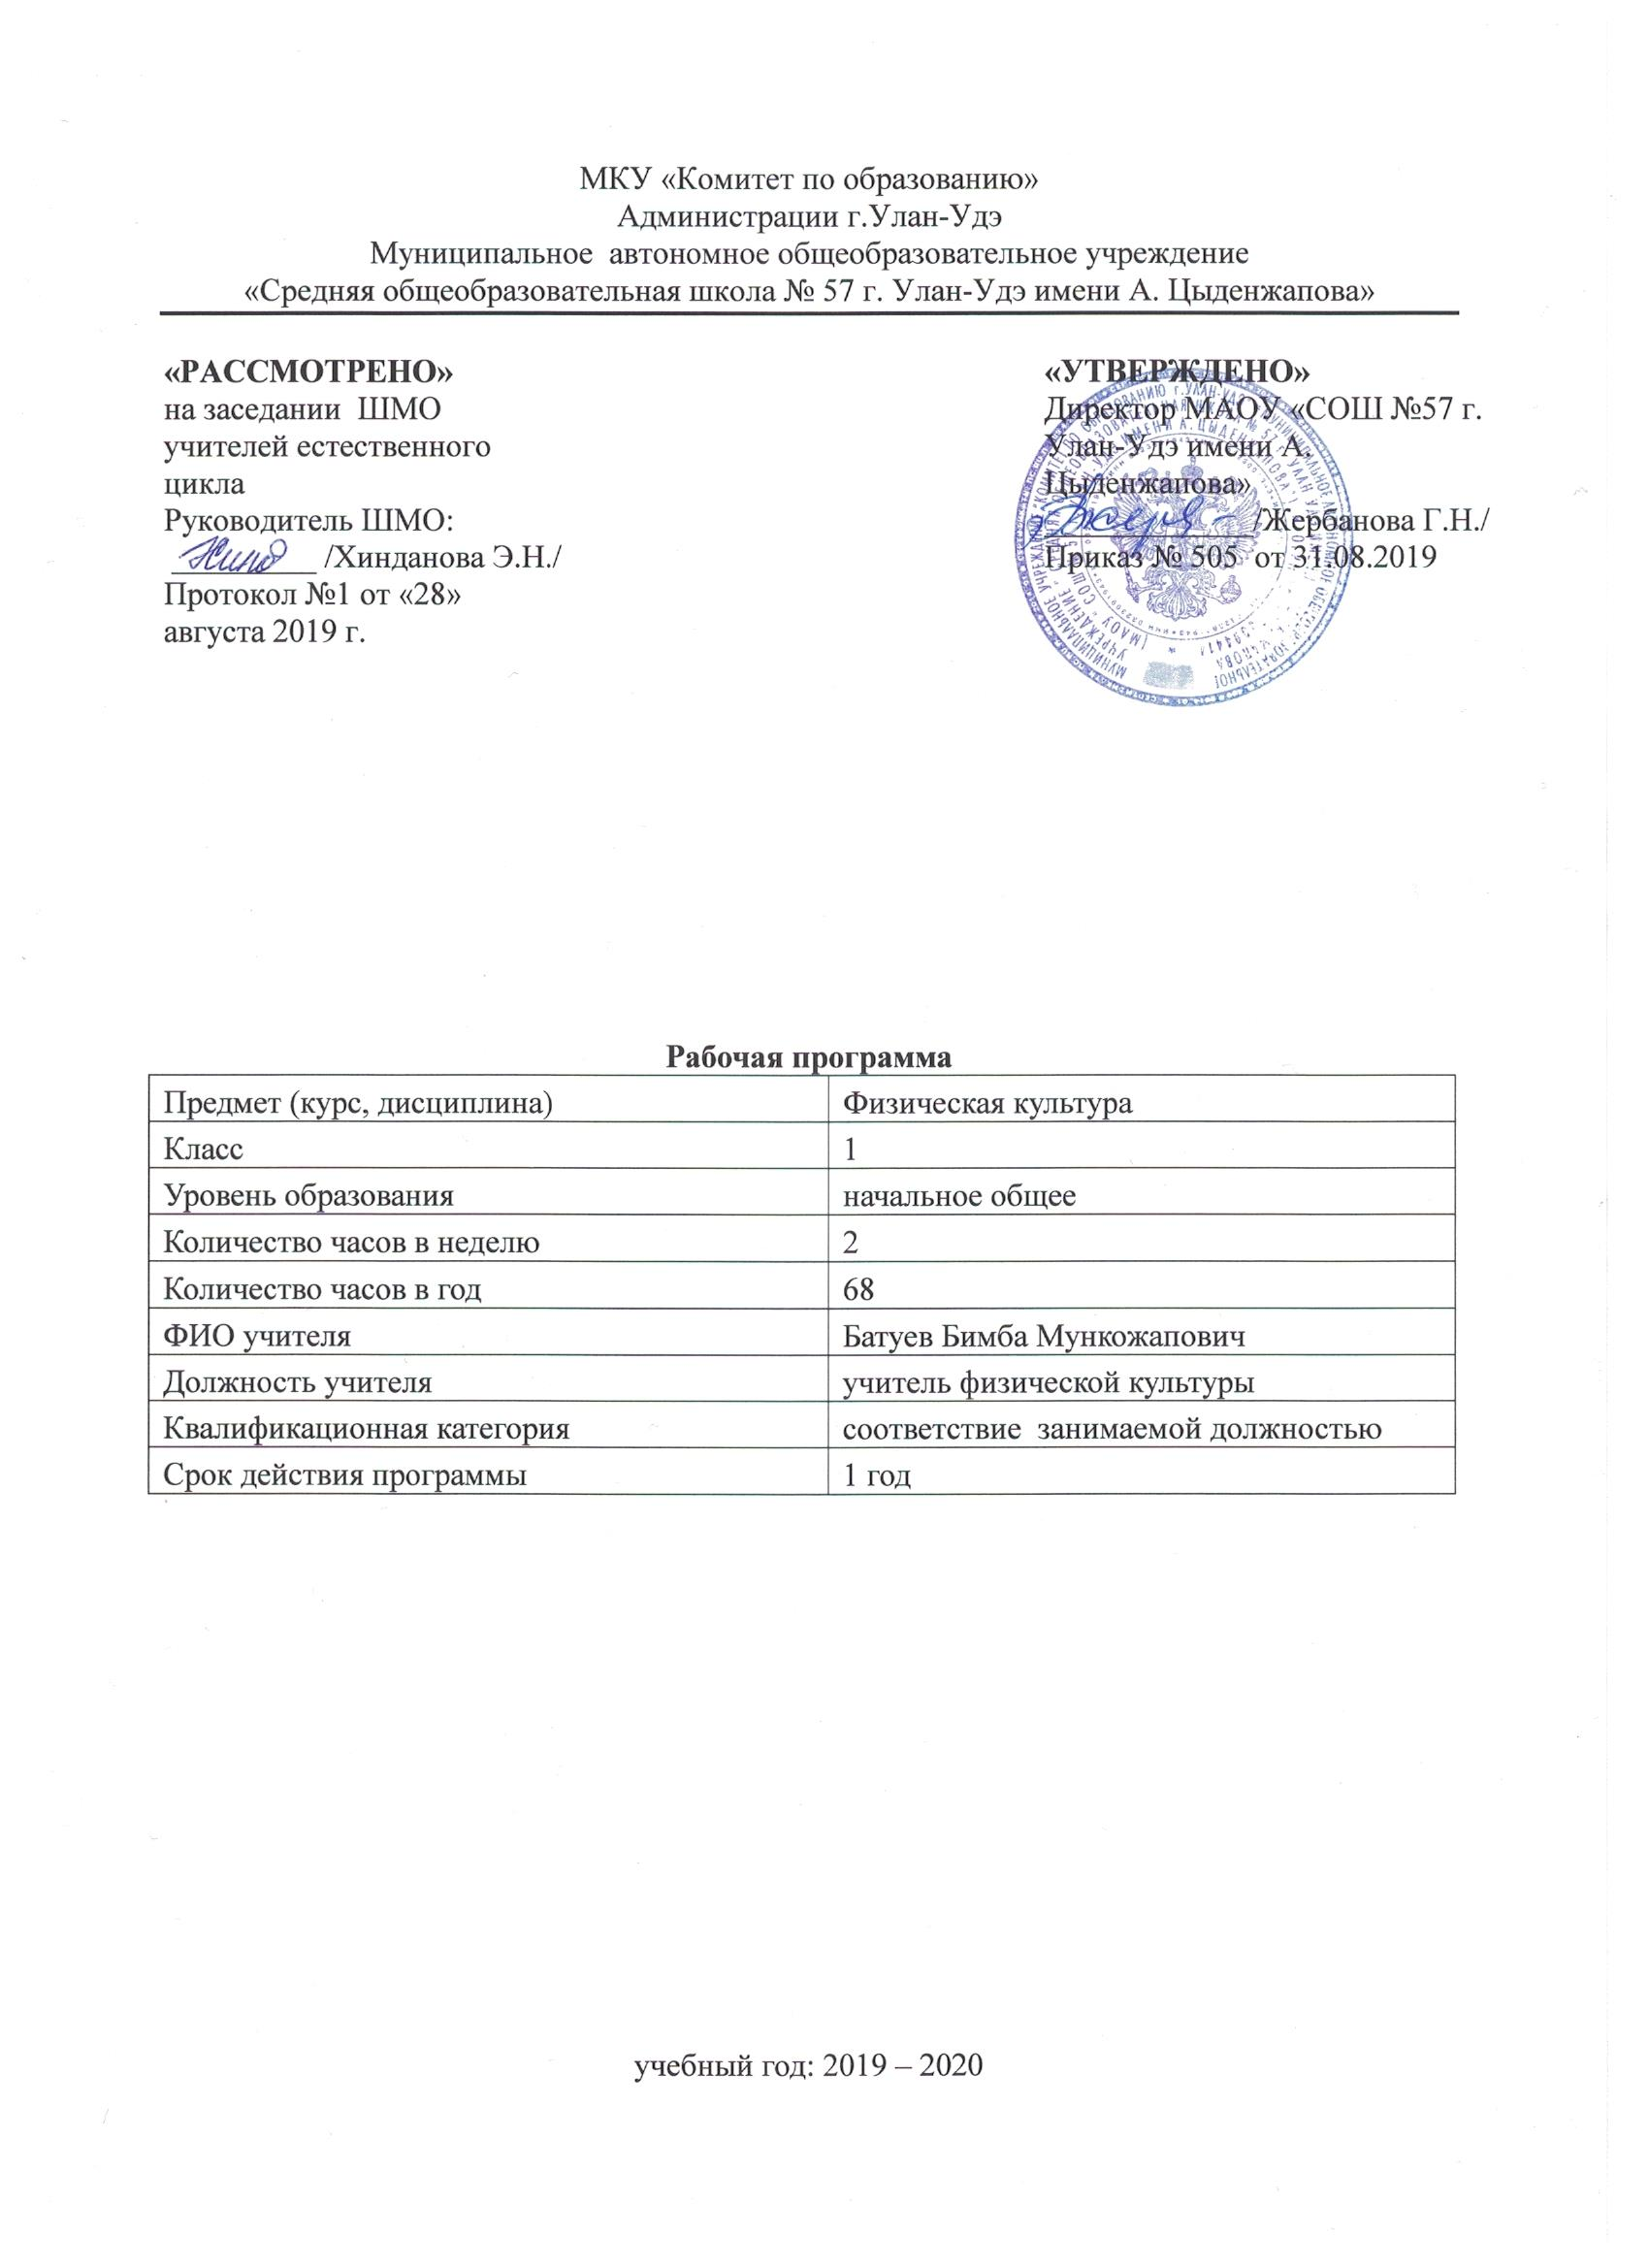 МКУ «Комитет по образованию»
Администрации г.Улан-Удэ
Муниципальное автономное общеобразовательное учреждение
«Средняя общеобразовательная школа № 57 г. Улан-Удэ имени А. Цыденжапова»
«РАССМОТРЕНО»
на заседании ШМО
учителей естественного
цикла
Руководитель ШМО:
/Хинданова Э.Н./
Протокол №1 от «28»
августа 2019 г.
«УТВЕРЖДЕНО»
Директор МАОУ «СОШ №57 г.
Улан-Удэ имени А.
Цыденжапова»
/Жербанова Г.Н./
Приказ № 505 от 31.08.2019
Рабочая программа
Предмет (курс, дисциплина) Физическая культура
Класс 1
Уровень образования начальное общее
Количество часов в неделю 2
Количество часов в год 68
ФИО учителя Батуев Бимба Мункожапович
Должность учителя учитель физической культуры
Квалификационная категория соответствие занимаемой должностью
Срок действия программы 1 год
учебный год: 2019 – 2020